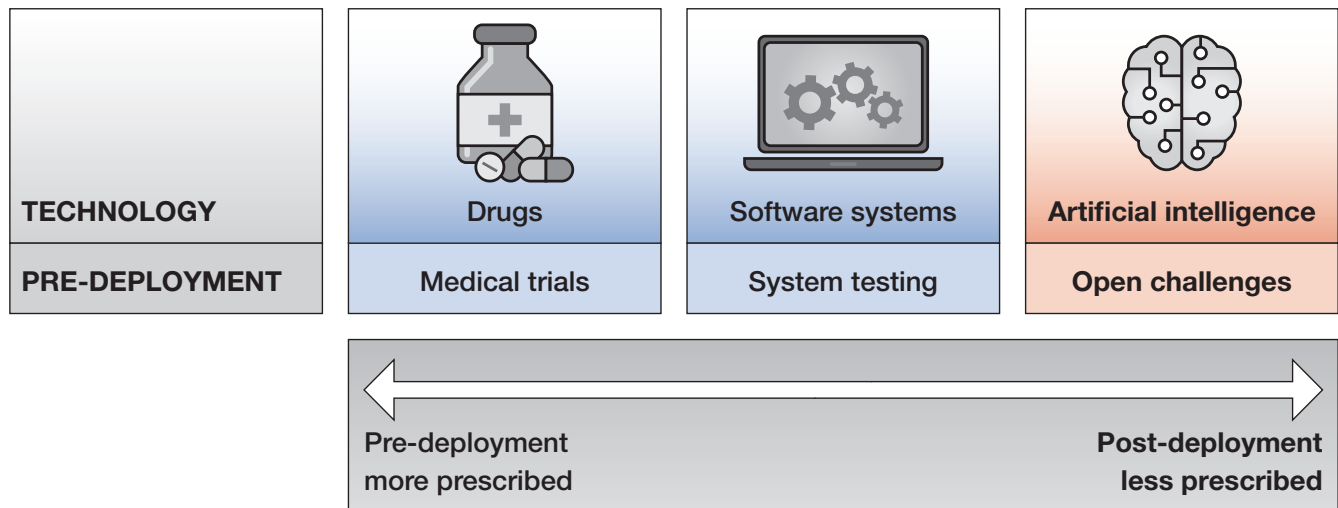 TECHNOLOGY
Drugs
Software systems
Artificial intelligence
PRE-DEPLOYMENT
Medical trials
System testing
Open challenges
Pre-deployment
more prescribed
Post-deployment
less prescribed